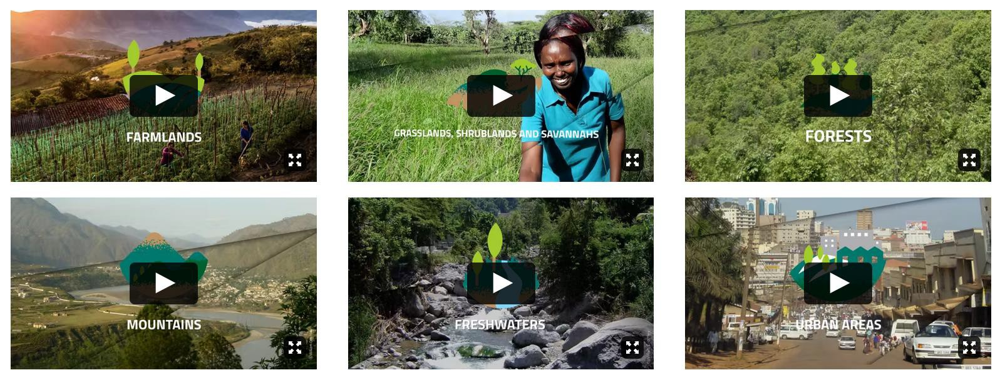 FARMLANDS
GRASSLANDS, SHRUBLANDS AND SAVANNAHS
FORESTS
MOUNTAINS
FRESHWATERS
URBAN AREAS